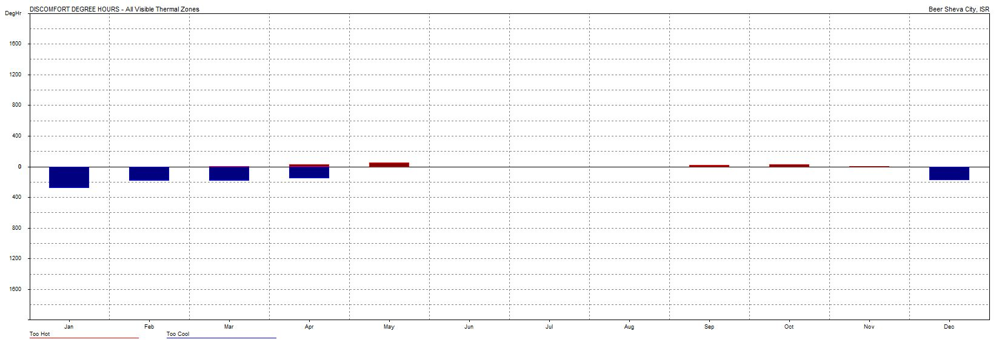 DISCOMFORT DEGREE HOURS - All Visible Thermal Zones Beer Sheva City, ISR
DegHr
1600
1200
800
400
0
400
800
1200
1600
Jan Feb Mar Apr May Jun Jul Aug Sep Oct Nov Dec
Too Hot Too Cool